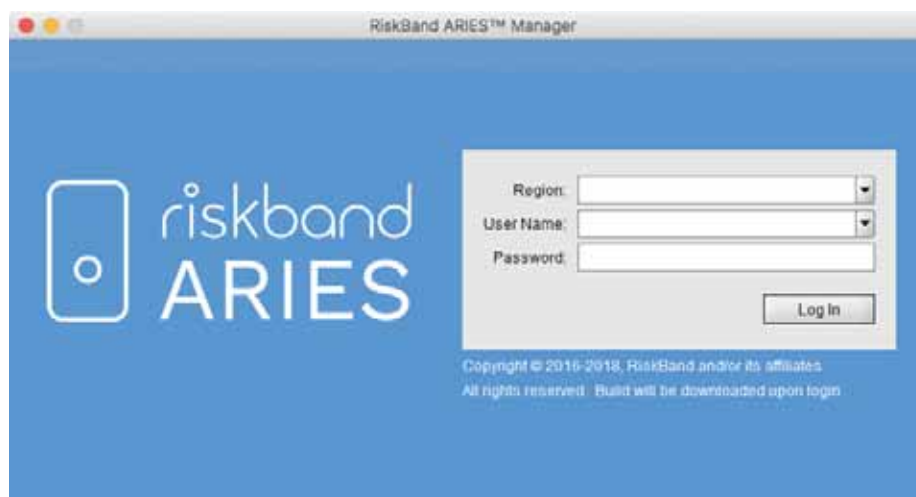 RiskBand ARIES™ Manager
riskband
ARIES
Region:
User Name:
Password:
Log In
Copyright © 2016-2018, RiskBand and/or its affiliates.
All rights reserved. Build will be downloaded upon login